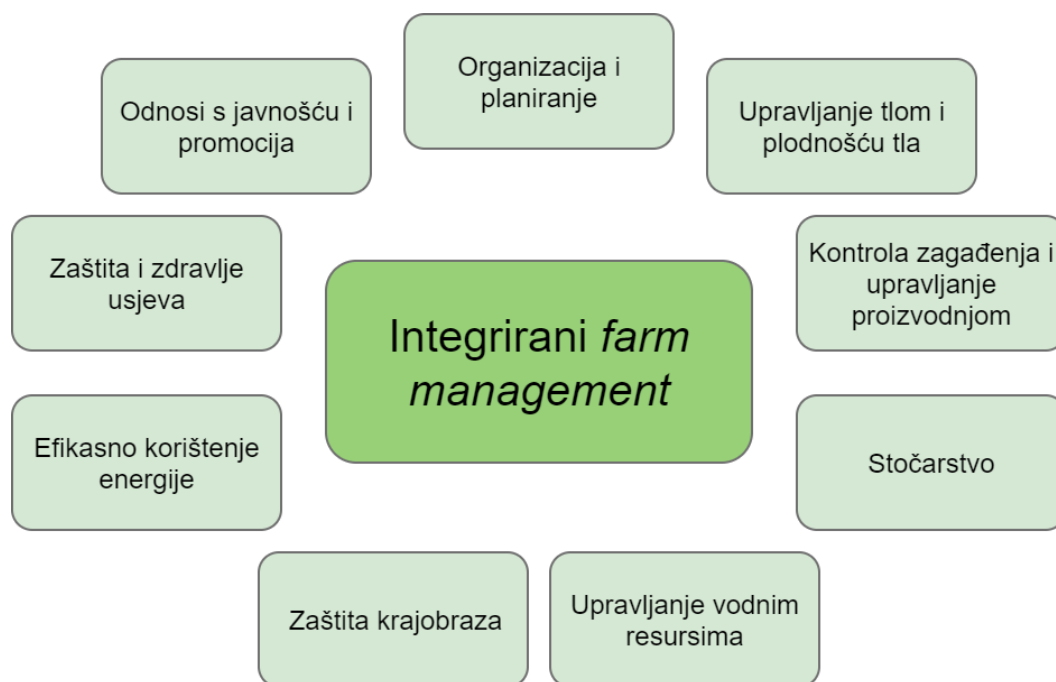 Organizacija i
planiranje
Odnosi s javnošću i
promocija
Upravljanje tlom i
plodnošću tla
Zaštita i zdravlje
usjeva
Kontrola zagađenja i
upravljanje
proizvodnjom
Integrirani farm
management
Efikasno korištenje
energije
Stočarstvo
Zaštita krajobraza
Upravljanje vodnim
resursima